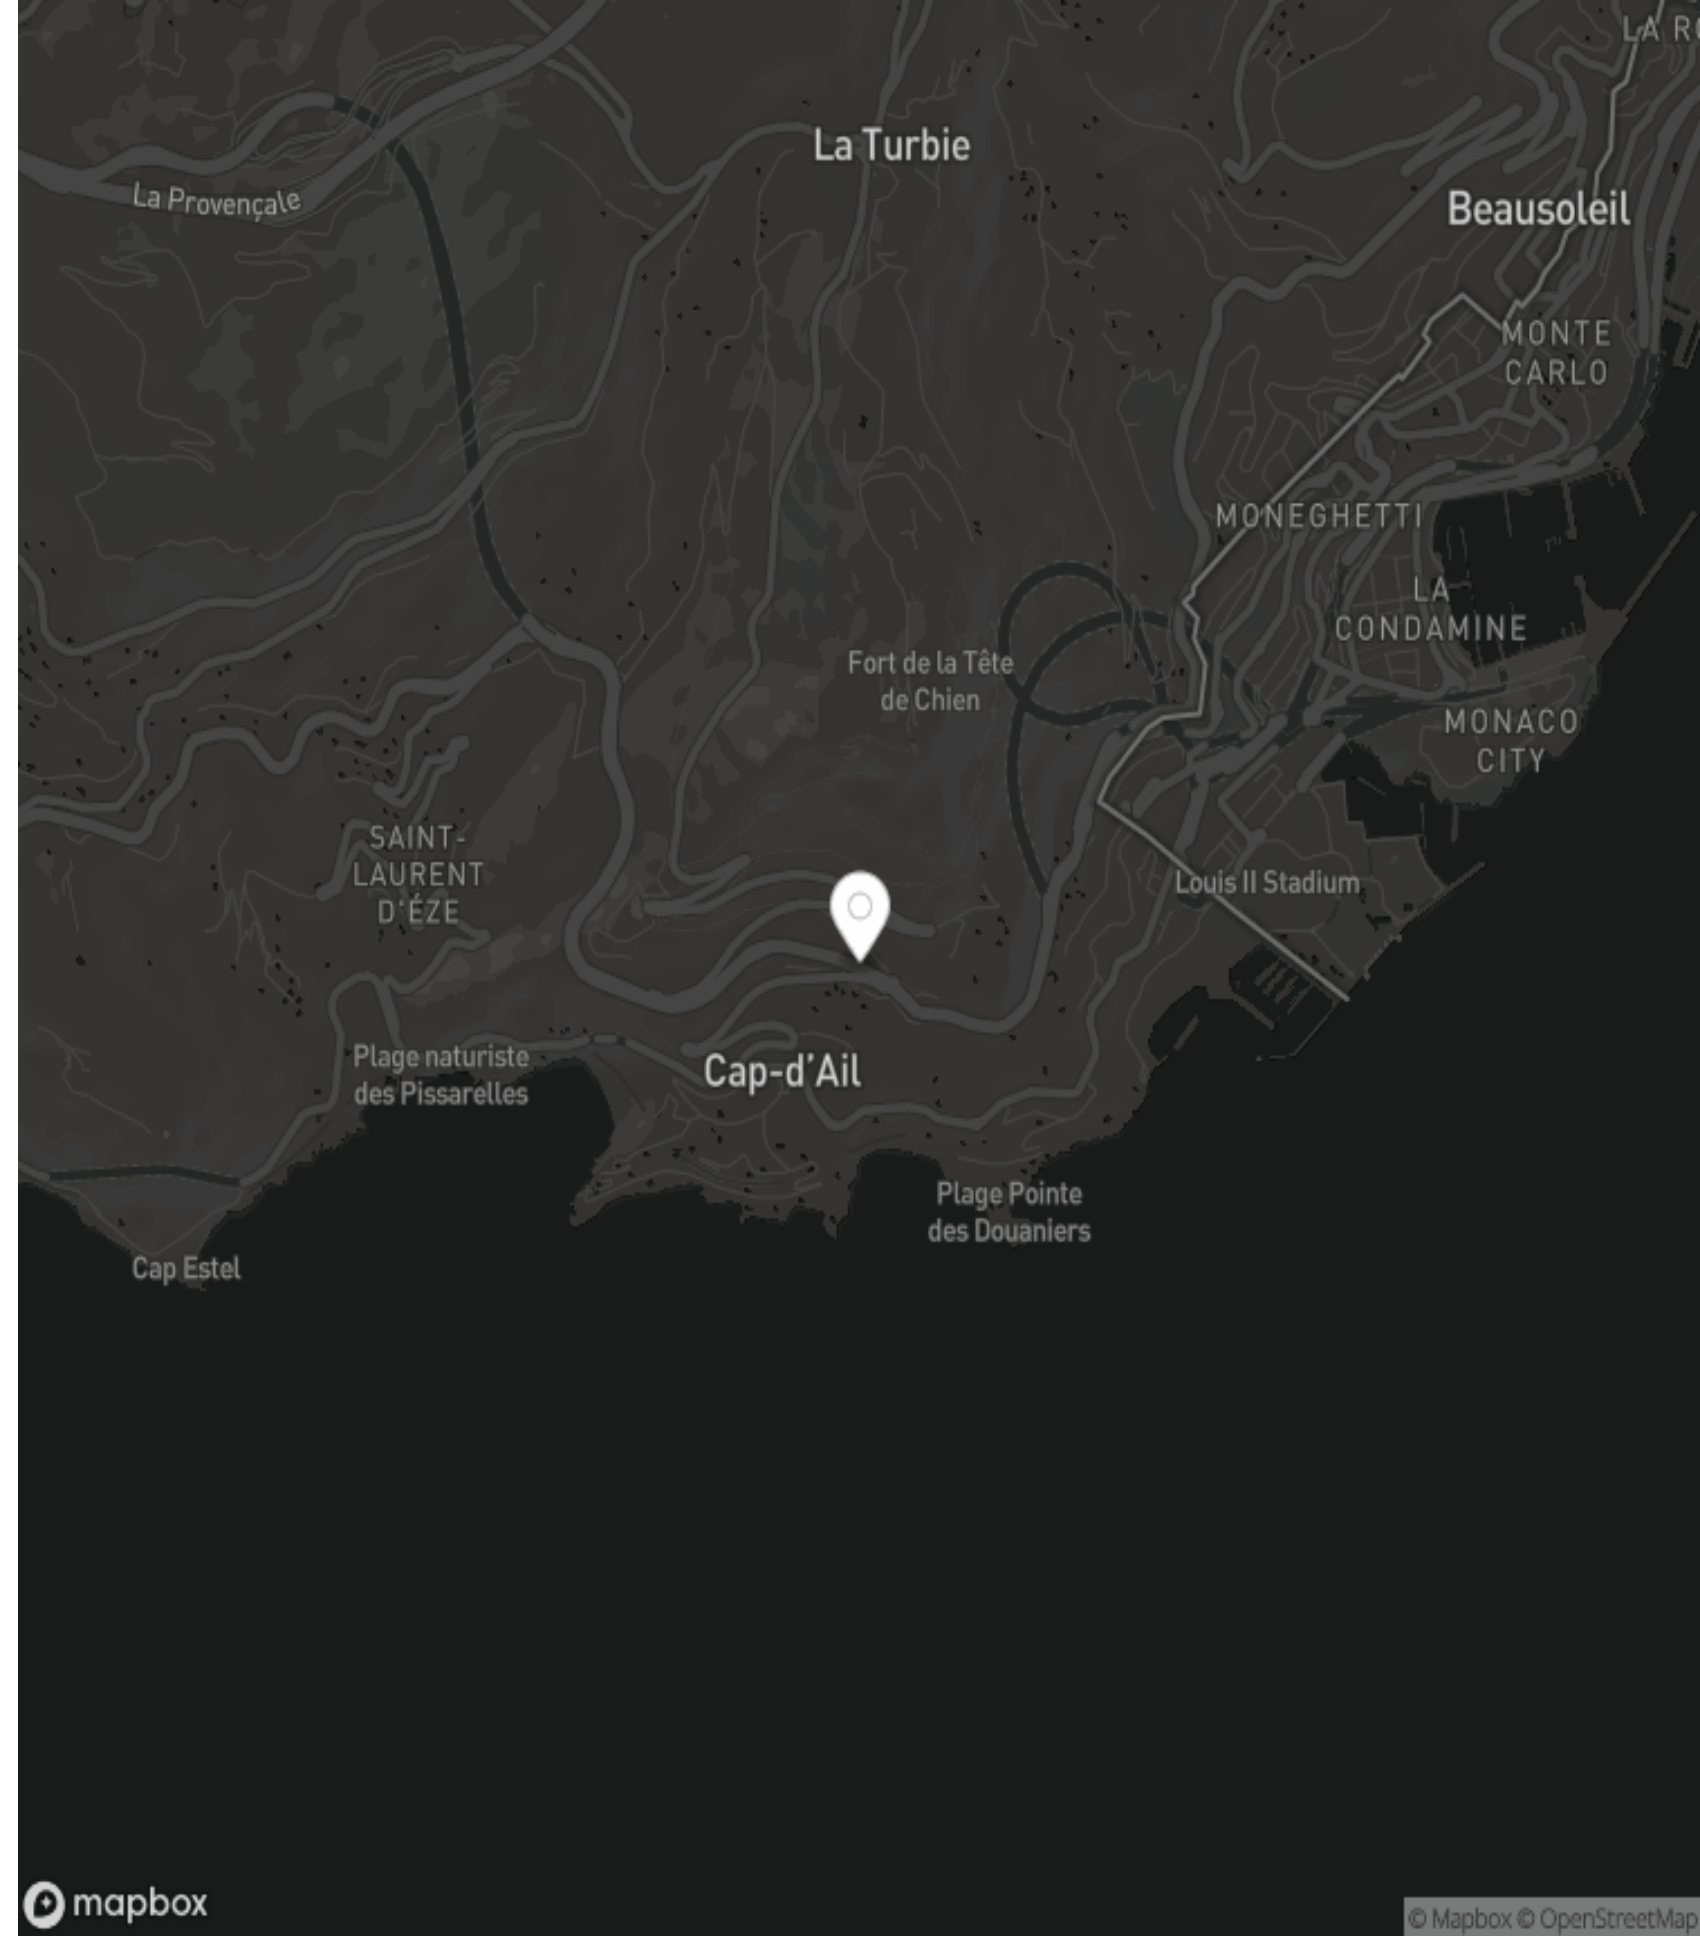 LA R
La Turbie
La Provençale
Beausoleil
MONTE
CARLO
MONEGHETTI
LA
CONDAMINE
Fort de la Tête
de Chien
MONACO
CITY
SAINT-
LAURENT
D'ÉZE
Louis II Stadium
Plage naturiste
des Pissarelles
Cap-d'Ail
Plage Pointe
des Douaniers
Cap Estel
mapbox
© Mapbox © OpenStreetMap